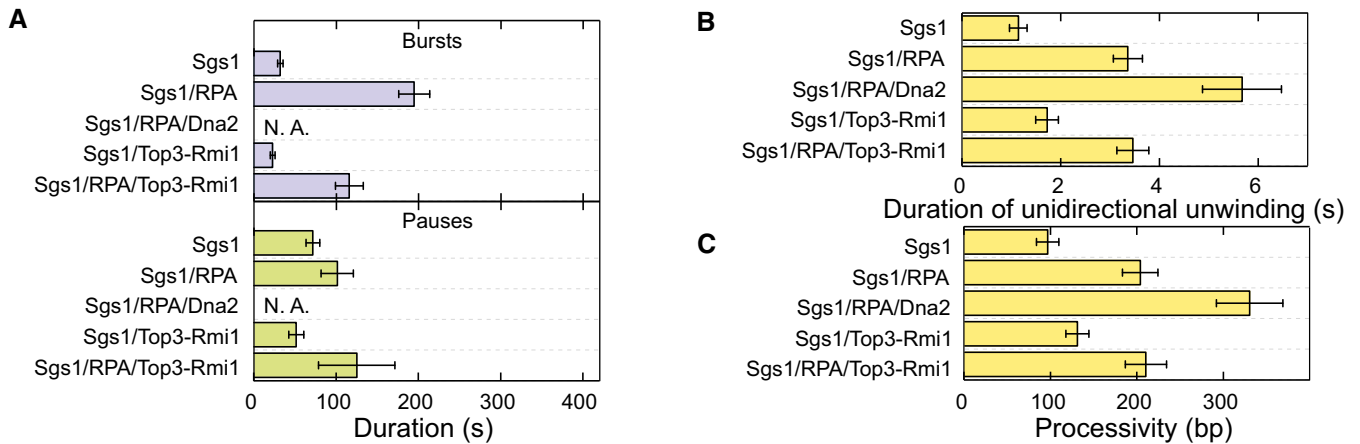 A
Bursts
Sgs1
Sgs1/RPA
Sgs1/RPA/Dna2
N. A.
Sgs1/Top3-Rmi1
Sgs1/RPA/Top3-Rmi1
Pauses
Sgs1
Sgs1/RPA
Sgs1/RPA/Dna2
N. A.
Sgs1/Top3-Rmi1
Sgs1/RPA/Top3-Rmi1
0 100 200 300 400
Duration (s)
B
Sgs1
Sgs1/RPA
Sgs1/RPA/Dna2
Sgs1/Top3-Rmi1
Sgs1/RPA/Top3-Rmi1
0 2 4 6
Duration of unidirectional unwinding (s)
C
Sgs1
Sgs1/RPA
Sgs1/RPA/Dna2
Sgs1/Top3-Rmi1
Sgs1/RPA/Top3-Rmi1
0 100 200 300
Processivity (bp)